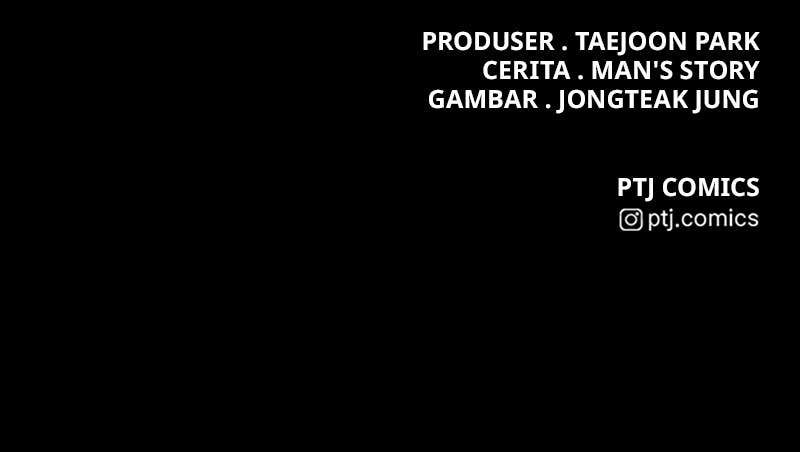 PRODUSER . TAEJOON PARK
CERITA . MAN'S STORY
GAMBAR . JONGTEAK JUNG
PTJ COMICS
ptj.comics